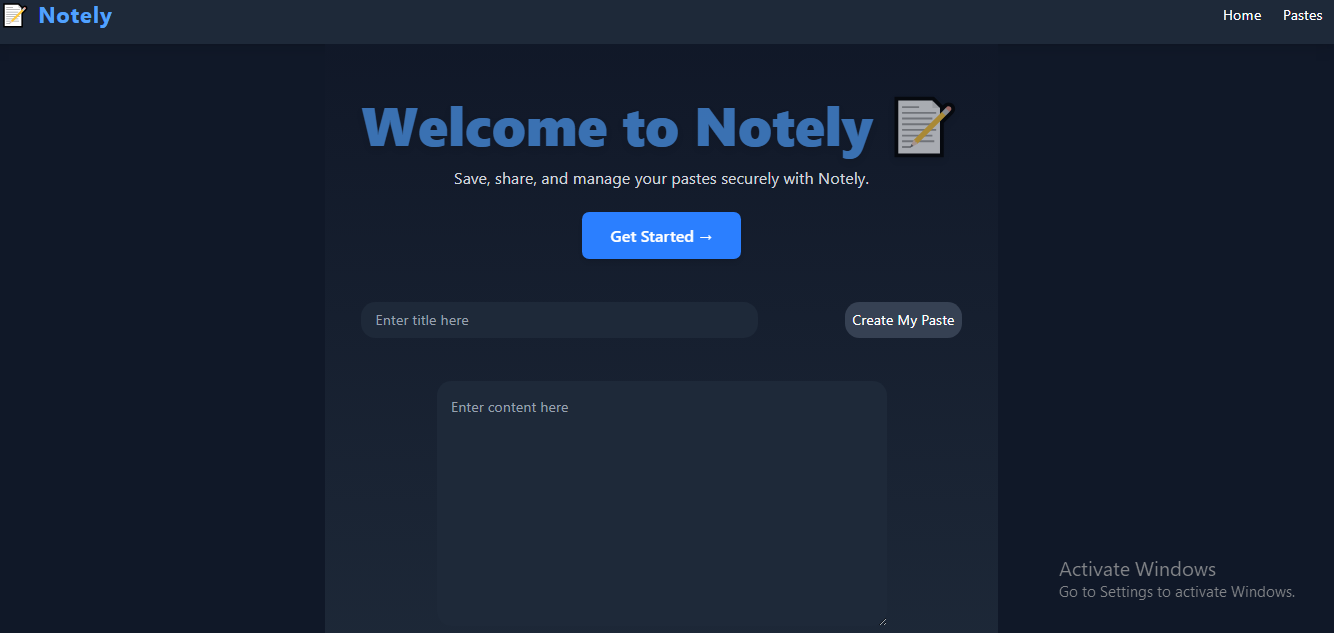 Notely
Home
Pastes
Welcome to Notely
Save, share, and manage your pastes securely with Notely.
Get Started →
Enter title here
Create My Paste
Enter content here
Activate Windows
Go to Settings to activate Windows.